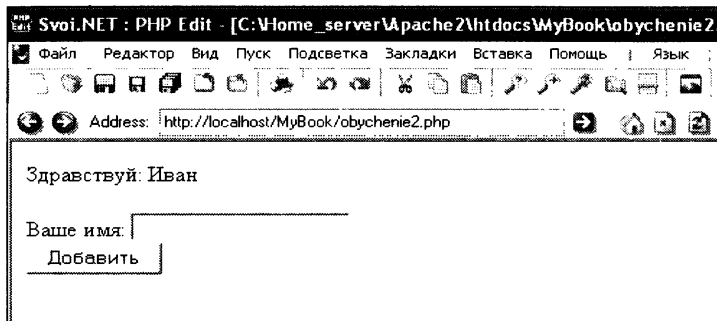 Svoi.NET : PHP Edit - [C:\Home_server\Apache2\htdocs\MyBook\obychenie2
Файл Редактор Вид Пуск Подсветка Закладки Вставка Помощь | Язык
Address: http://localhost/MyBook/obychenie2.php
Здравствуй: Иван
Ваше имя:
Добавить